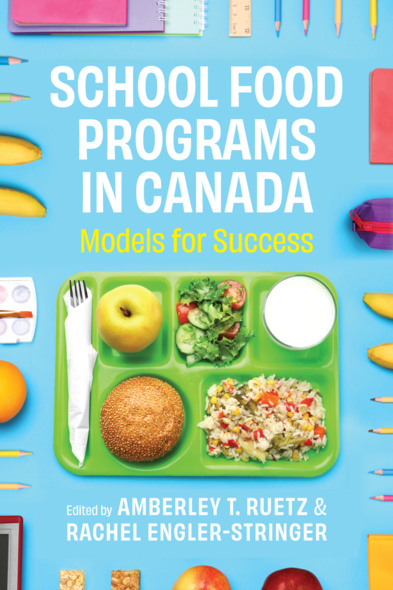 SCHOOL FOOD
PROGRAMS
IN CANADA
Models for Success
Edited by AMBERLEY T. RUETZ &
RACHEL ENGLER-STRINGER